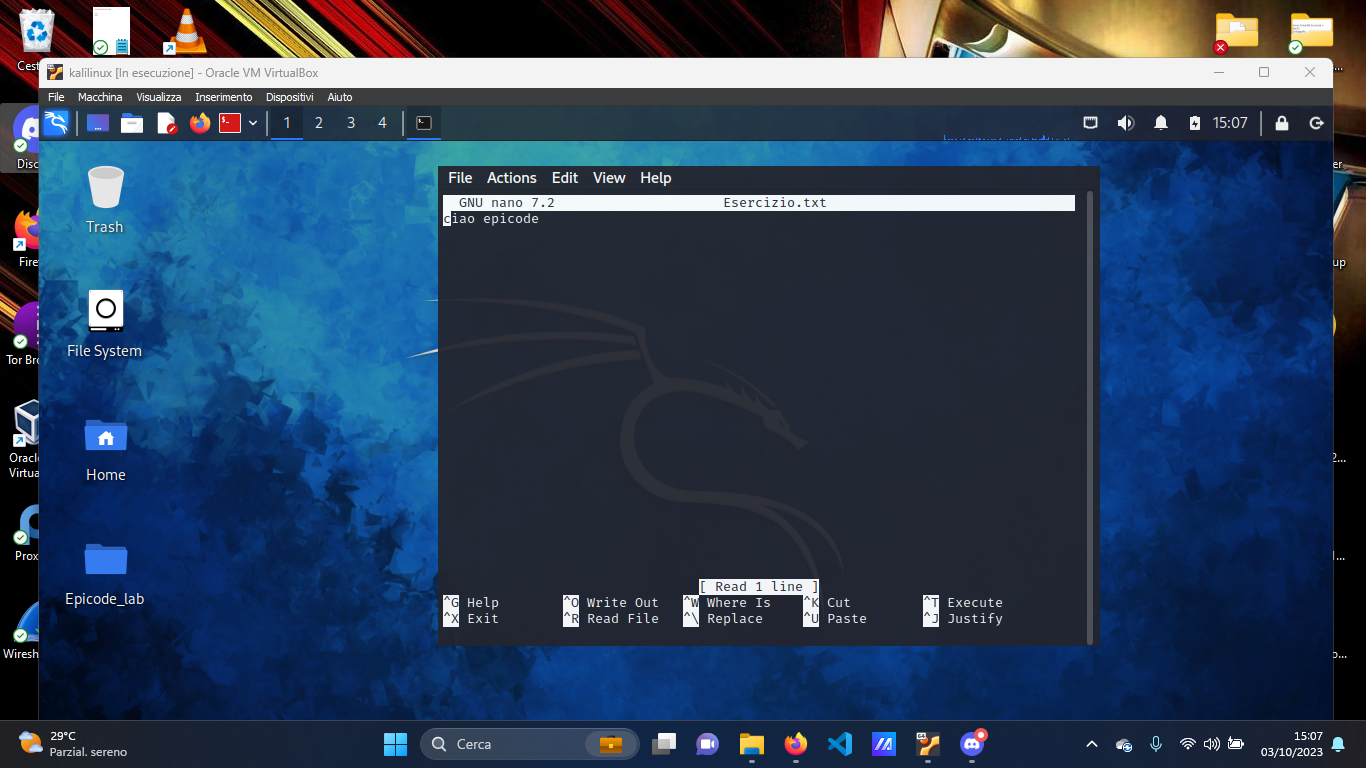 Cest
kalilinux [In esecuzione] - Oracle VM VirtualBox
File Macchina Visualizza Inserimento Dispositivi Aiuto
1 2 3 4
15:07
Disc
Trash
File Actions Edit View Help
GNU nano 7.2 Esercizio.txt
ciao epicode
Fire
up
File System
Tor Bro
Home
Oracle
Virtua
2...
Prox
1...
Epicode_lab
[ Read 1 line ]
^G Help ^O Write Out ^W Where Is ^K Cut ^T Execute
^X Exit ^R Read File ^\ Replace ^U Paste ^J Justify
Wiresh
o...
29°C
Parzial. sereno
Cerca
15:07
03/10/2023